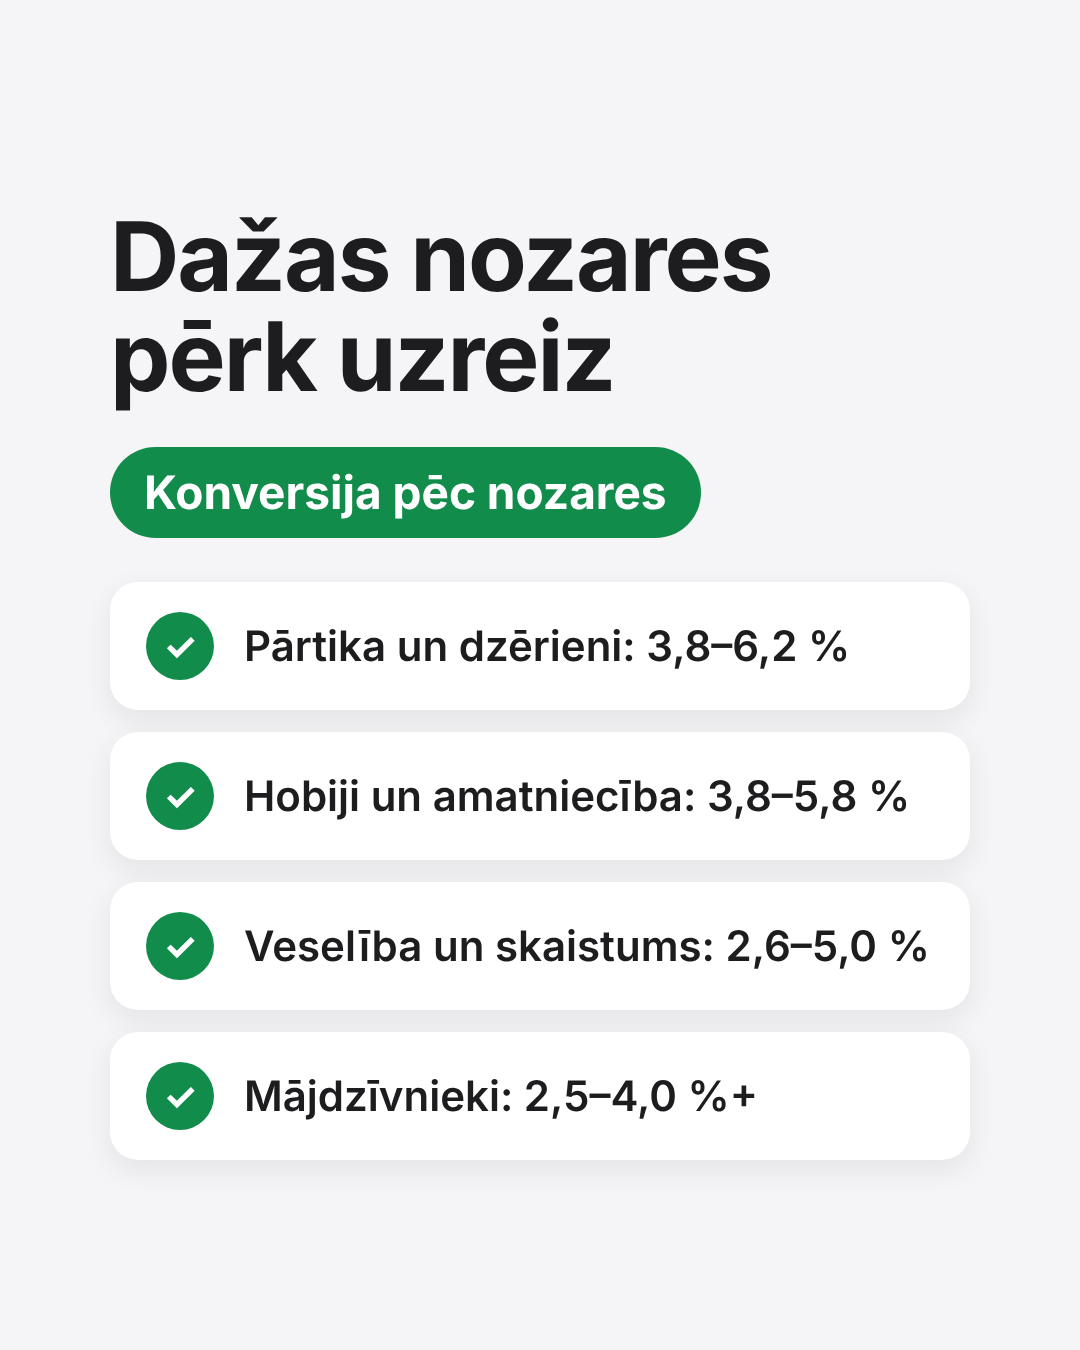 Dažas nozares
pērk uzreiz
Konversija pēc nozares
Pārtika un dzērieni: 3,8–6,2 %
Hobiji un amatniecība: 3,8–5,8 %
Veselība un skaistums: 2,6–5,0 %
Mājdzīvnieki: 2,5–4,0 %+